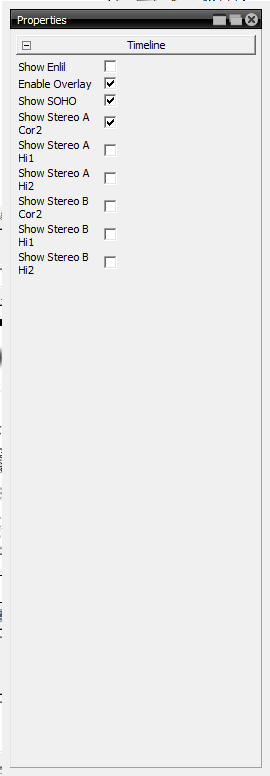 Properties
Timeline
Show Enlil
Enable Overlay
Show SOHO
Show Stereo A
Cor2
Show Stereo A
Hi1
Show Stereo A
Hi2
Show Stereo B
Cor2
Show Stereo B
Hi1
Show Stereo B
Hi2